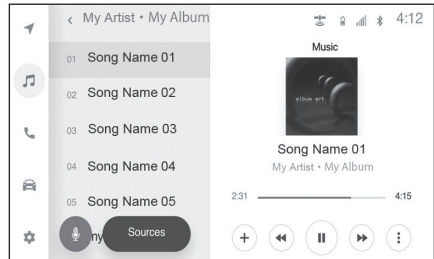 My Artist • My Album
01 Song Name 01
02 Song Name 02
03 Song Name 03
04 Song Name 04
05 Song Name 05
my
Sources
4:12
Music
album art
Song Name 01
My Artist • My Album
2:31
4:15